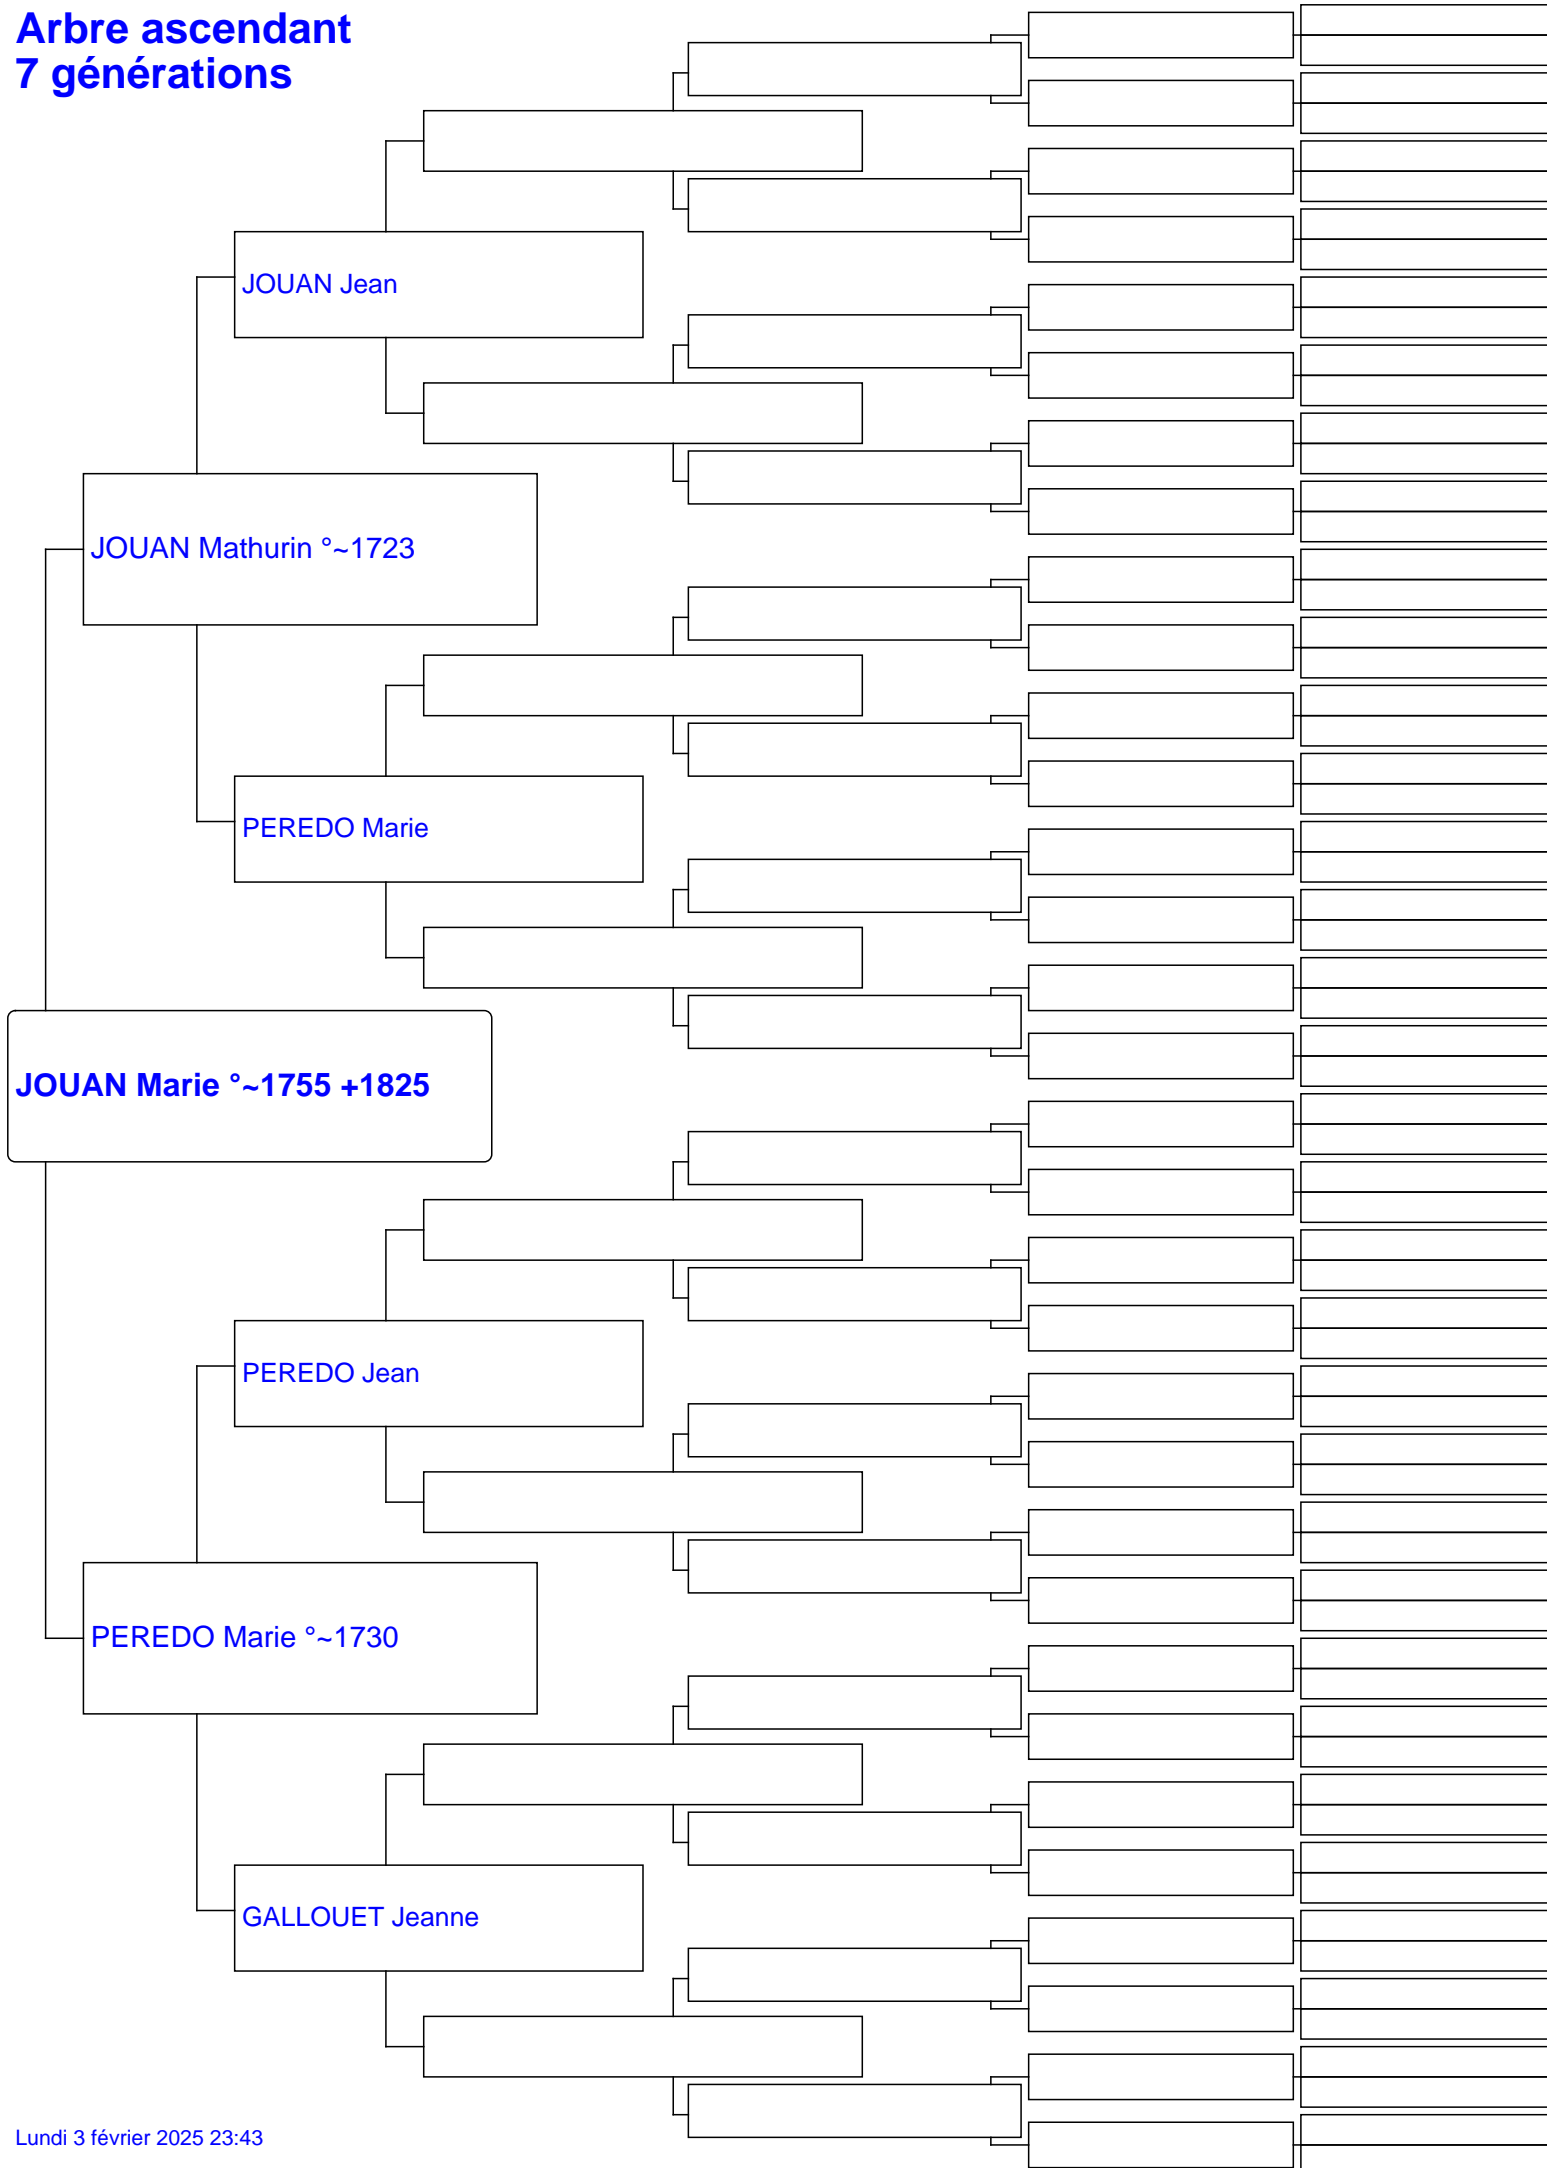 Arbre ascendant
7 générations
JOUAN Jean
JOUAN Mathurin °~1723
PEREDO Marie
JOUAN Marie °~1755 +1825
PEREDO Jean
PEREDO Marie °~1730
GALLOUET Jeanne
Lundi 3 février 2025 23:43